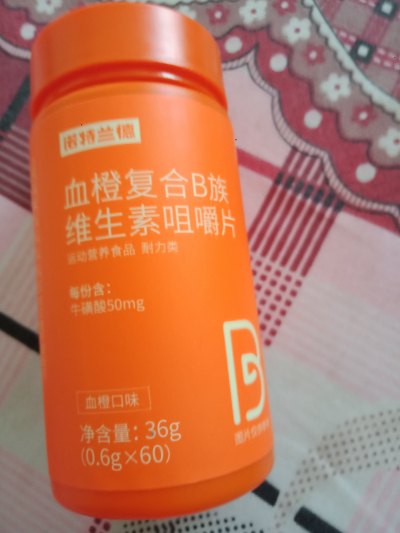 诺特兰德
血橙复合B族
维生素咀嚼片
运动营养食品 耐力类
每份含：
牛磺酸50mg
血橙口味
净含量：36g
(0.6g×60)